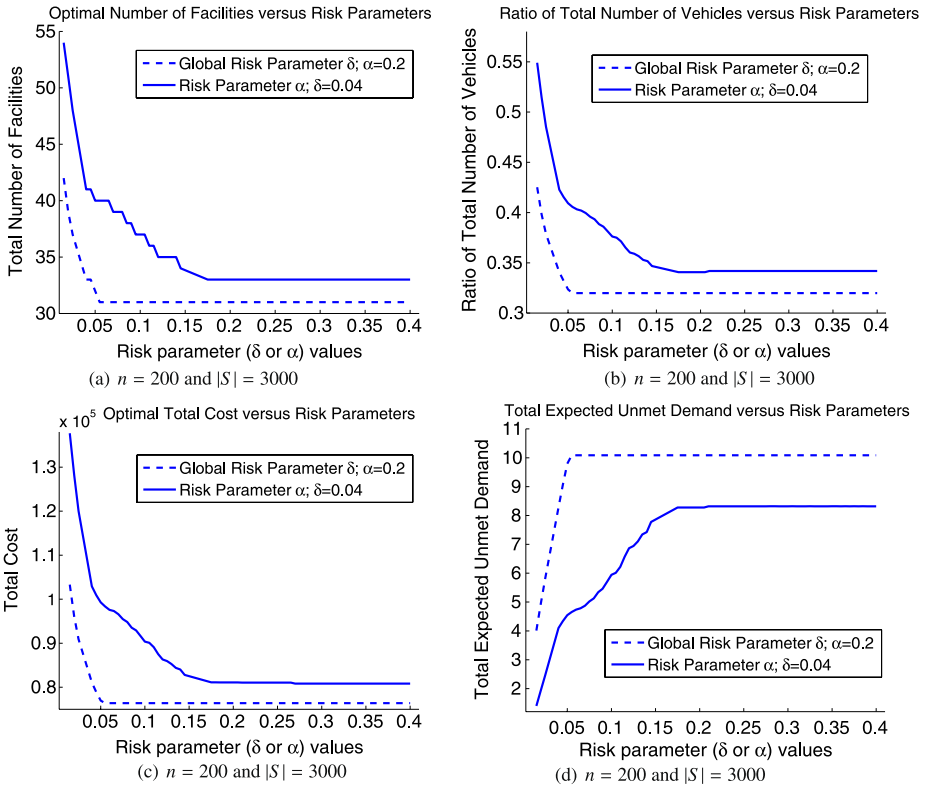 Optimal Number of Facilities versus Risk Parameters
55
50
45
40
35
30
Total Number of Facilities
Global Risk Parameter δ; α=0.2
Risk Parameter α; δ=0.04
0.05 0.1 0.15 0.2 0.25 0.3 0.35 0.4
Risk parameter (δ or α) values
(a) n = 200 and |S| = 3000
Ratio of Total Number of Vehicles versus Risk Parameters
0.55
0.5
0.45
0.4
0.35
0.3
Ratio of Total Number of Vehicles
Global Risk Parameter δ; α=0.2
Risk Parameter α; δ=0.04
0.05 0.1 0.15 0.2 0.25 0.3 0.35 0.4
Risk parameter (δ or α) values
(b) n = 200 and |S| = 3000
x 10^5 Optimal Total Cost versus Risk Parameters
1.3
1.2
1.1
1
0.9
0.8
Total Cost
Global Risk Parameter δ; α=0.2
Risk Parameter α; δ=0.04
0.05 0.1 0.15 0.2 0.25 0.3 0.35 0.4
Risk parameter (δ or α) values
(c) n = 200 and |S| = 3000
Total Expected Unmet Demand versus Risk Parameters
11
10
9
8
7
6
5
4
3
2
Total Expected Unmet Demand
Global Risk Parameter δ; α=0.2
Risk Parameter α; δ=0.04
0.05 0.1 0.15 0.2 0.25 0.3 0.35 0.4
Risk parameter (δ or α) values
(d) n = 200 and |S| = 3000